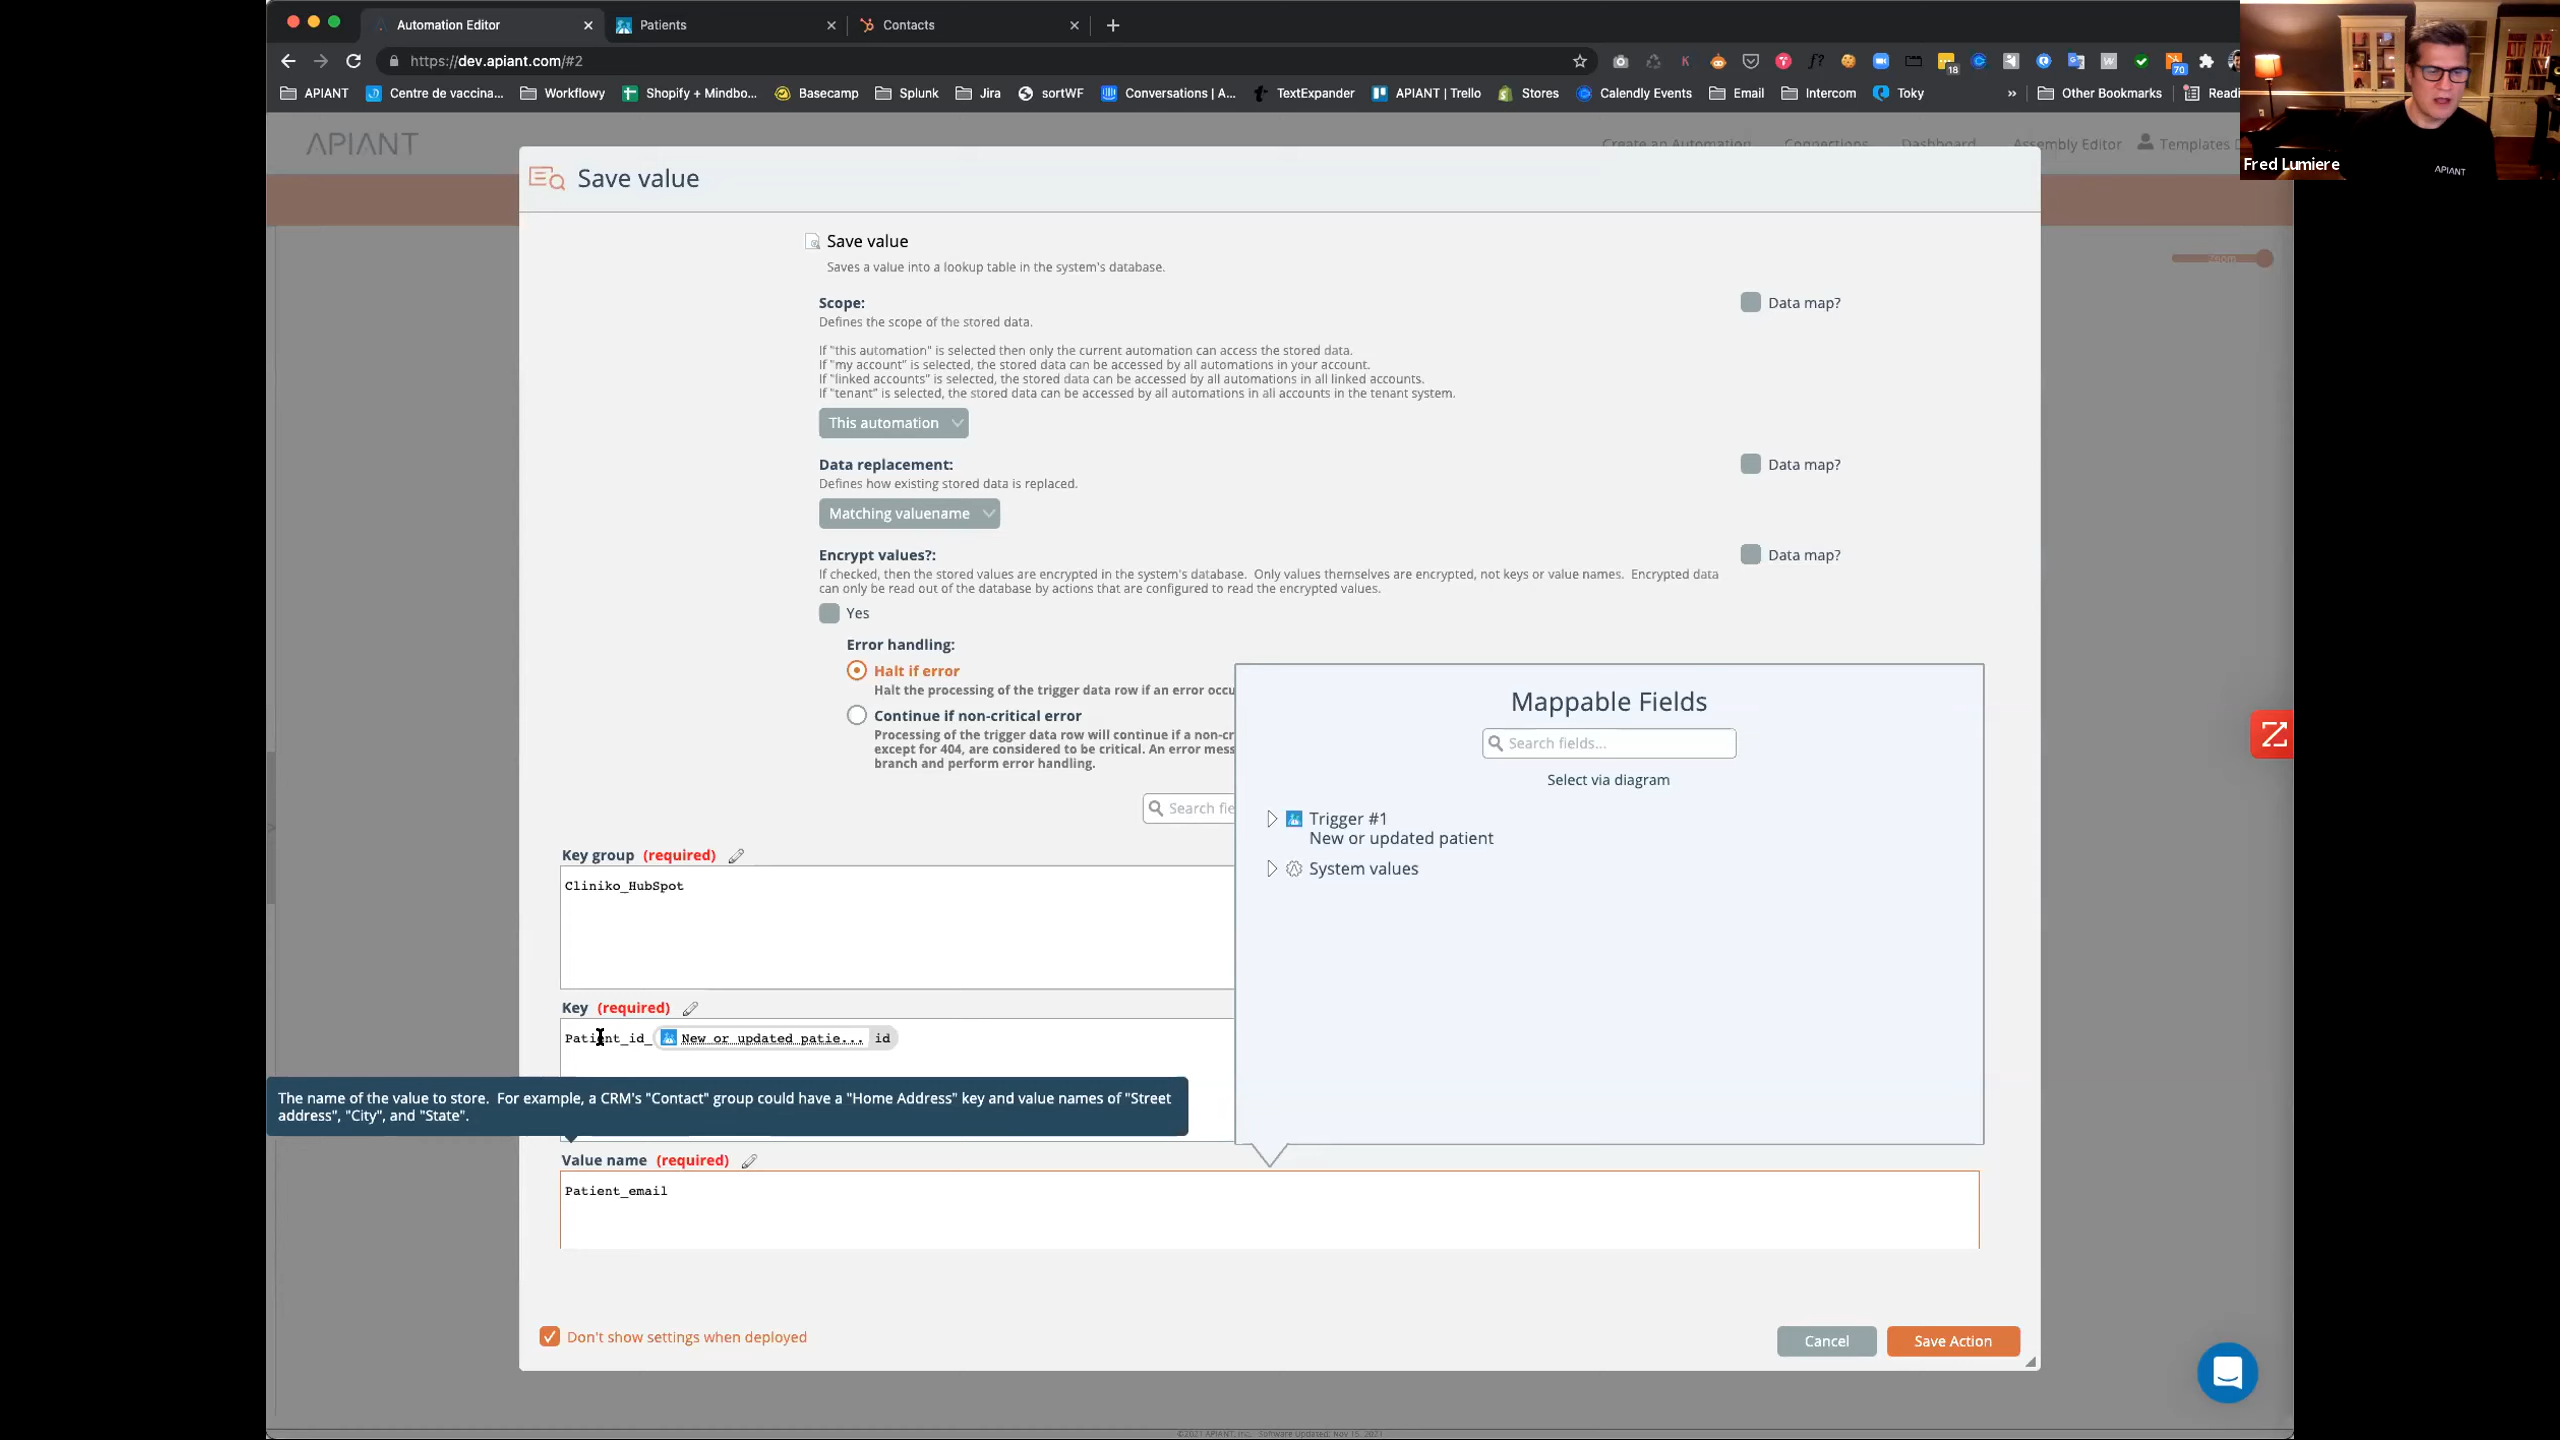 Automation Editor
Patients
Contacts
https://dev.apiant.com/#2
18
70
APIANT
Centre de vaccina...
Workflowy
Shopify + Mindbo...
Basecamp
Splunk
Jira
sortWF
Conversations | A...
TextExpander
APIANT | Trello
Stores
Calendly Events
Email
Intercom
Toky
»
Other Bookmarks
Readi
Fred Lumiere
APIANT
APIANT
Create an Automation
Connections
Dashboard
Assembly Editor
Templates
Zoom
Save value
Save value
Saves a value into a lookup table in the system's database.
Scope:
Data map?
Defines the scope of the stored data.
If "this automation" is selected then only the current automation can access the stored data.
If "my account" is selected, the stored data can be accessed by all automations in your account.
If "linked accounts" is selected, the stored data can be accessed by all automations in all linked accounts.
If "tenant" is selected, the stored data can be accessed by all automations in all accounts in the tenant system.
This automation
Data replacement:
Data map?
Defines how existing stored data is replaced.
Matching valuename
Encrypt values?:
Data map?
If checked, then the stored values are encrypted in the system's database. Only values themselves are encrypted, not keys or value names. Encrypted data
can only be read out of the database by actions that are configured to read the encrypted values.
Yes
Error handling:
Halt if error
Halt the processing of the trigger data row if an error occu
Continue if non-critical error
Processing of the trigger data row will continue if a non-cr
except for 404, are considered to be critical. An error mess
branch and perform error handling.
Search fie
Mappable Fields
Search fields...
Select via diagram
Trigger #1
New or updated patient
System values
Key group (required)
Cliniko_HubSpot
Key (required)
Patient_id_ New or updated patie... id
The name of the value to store. For example, a CRM's "Contact" group could have a "Home Address" key and value names of "Street
address", "City", and "State".
Value name (required)
Patient_email
Don't show settings when deployed
Cancel
Save Action
©2021 APIANT, Inc. Software Updated: Nov 15, 2021